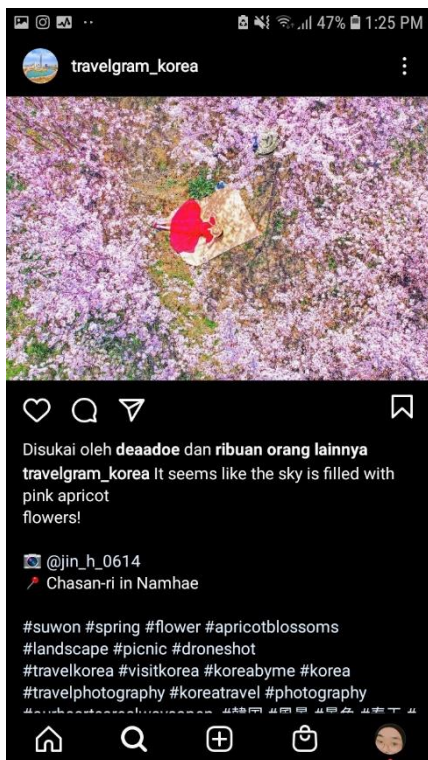 47% 1:25 PM
travelgram_korea
Disukai oleh deaadoe dan ribuan orang lainnya
travelgram_korea It seems like the sky is filled with
pink apricot
flowers!
@jin_h_0614
Chasan-ri in Namhae
#suwon #spring #flower #apricotblossoms
#landscape #picnic #droneshot
#travelkorea #visitkorea #koreabyme #korea
#travelphotography #koreatravel #photography